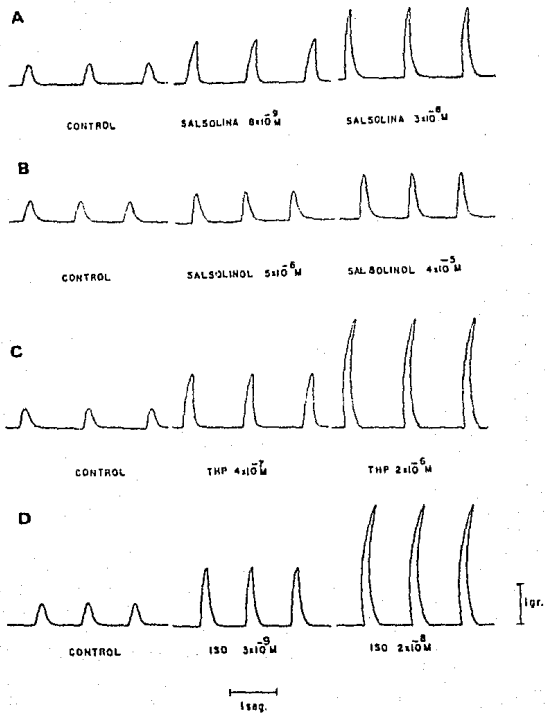 A
CONTROL SALSOLINA 8x10⁻⁹M SALSOLINA 3x10⁻⁸M
B
CONTROL SALSOLINOL 5x10⁻⁶M SALSOLINOL 4x10⁻⁵M
C
CONTROL THP 4x10⁻⁷M THP 2x10⁻⁶M
D
1gr.
CONTROL ISO 3x10⁻⁹M ISO 2x10⁻⁸M
1seg.